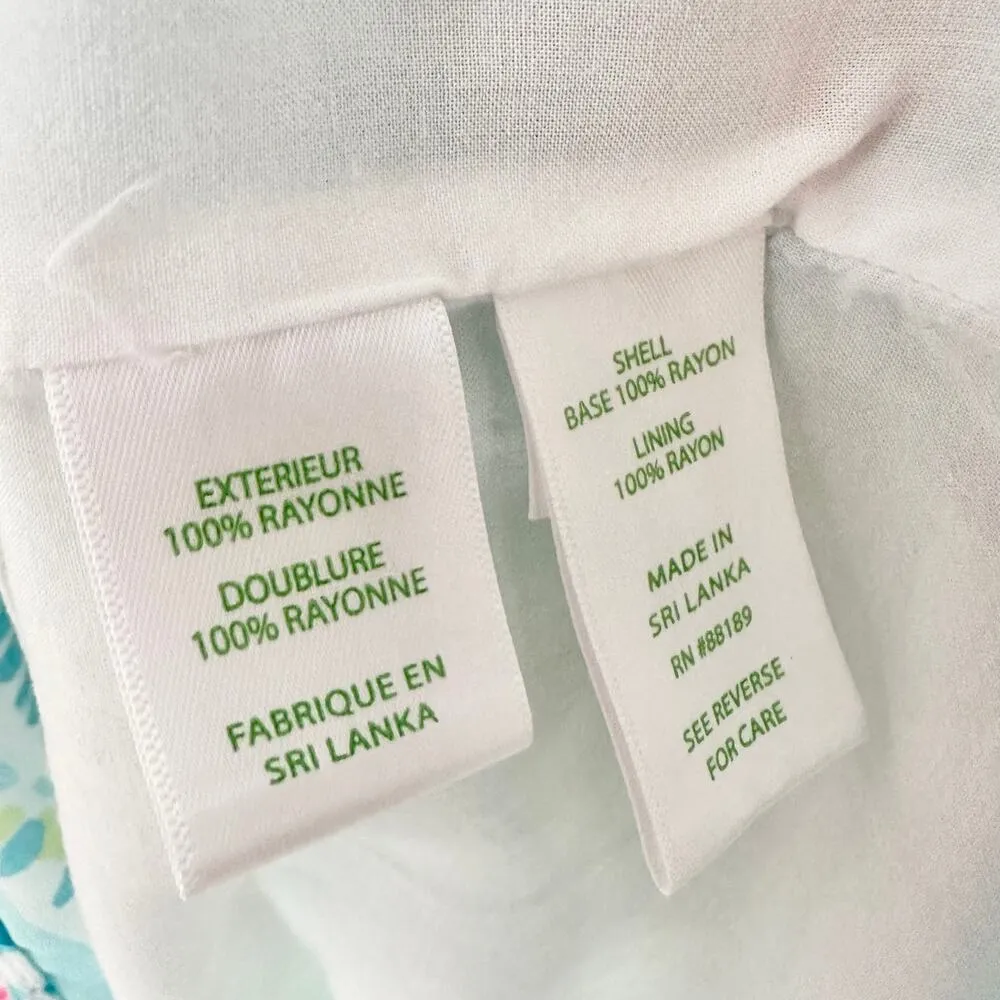 EXTERIEUR
100% RAYONNE
DOUBLURE
100% RAYONNE
FABRIQUE EN
SRI LANKA
SHELL
BASE 100% RAYON
LINING
100% RAYON
MADE IN
SRI LANKA
RN #88189
SEE REVERSE
FOR CARE